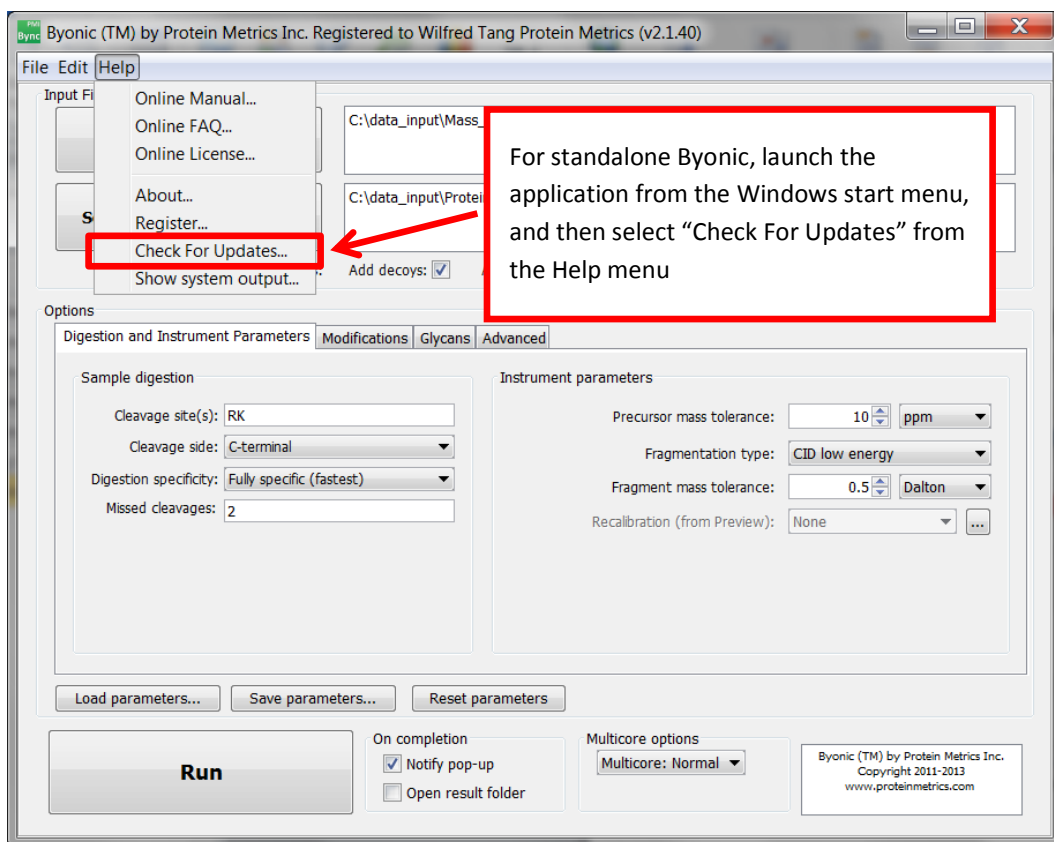 PMI
Byonic (TM) by Protein Metrics Inc. Registered to Wilfred Tang Protein Metrics (v2.1.40)
File Edit Help
Input Fi
Online Manual...
Online FAQ...
Online License...
About...
Register...
Check For Updates...
Show system output...
C:\data_input\Mass_
C:\data_input\Protei
S
Add decoys:
For standalone Byonic, launch the
application from the Windows start menu,
and then select “Check For Updates” from
the Help menu
Options
Digestion and Instrument Parameters Modifications Glycans Advanced
Sample digestion
Cleavage site(s): RK
Cleavage side: C-terminal
Digestion specificity: Fully specific (fastest)
Missed cleavages: 2
Instrument parameters
Precursor mass tolerance: 10 ppm
Fragmentation type: CID low energy
Fragment mass tolerance: 0.5 Dalton
Recalibration (from Preview): None ...
Load parameters... Save parameters... Reset parameters
Run
On completion
Notify pop-up
Open result folder
Multicore options
Multicore: Normal
Byonic (TM) by Protein Metrics Inc.
Copyright 2011-2013
www.proteinmetrics.com